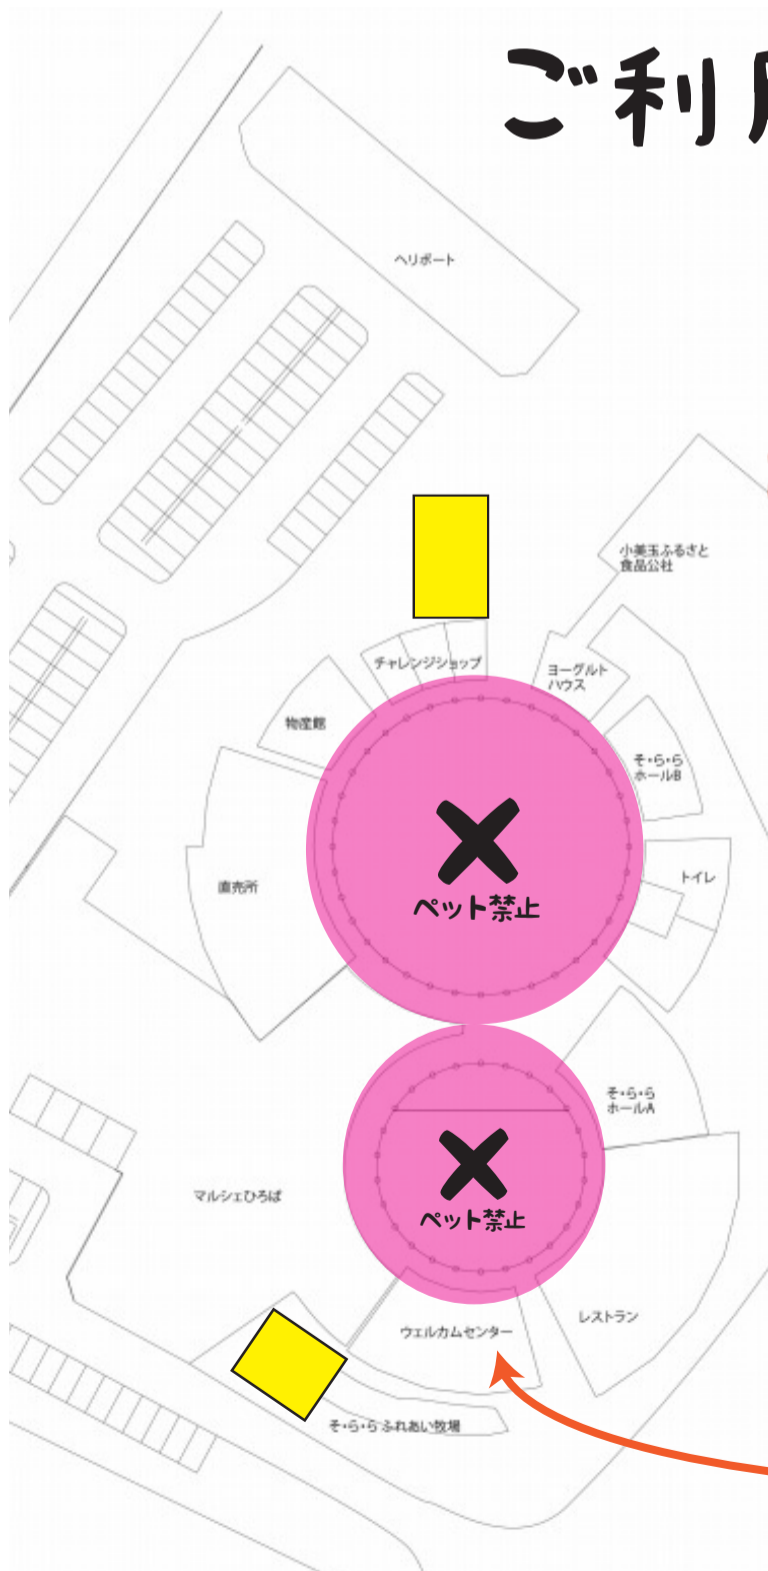 ご利
ヘリポート
小美玉ふるさと
食品公社
チャレンジショップ
ヨーグルト
ハウス
物産館
そ・ら・ら
ホールB
直売所
トイレ
ペット禁止
そ・ら・ら
ホールA
マルシェひろば
ペット禁止
レストラン
ウェルカムセンター
そ・ら・ら ふれあい牧場